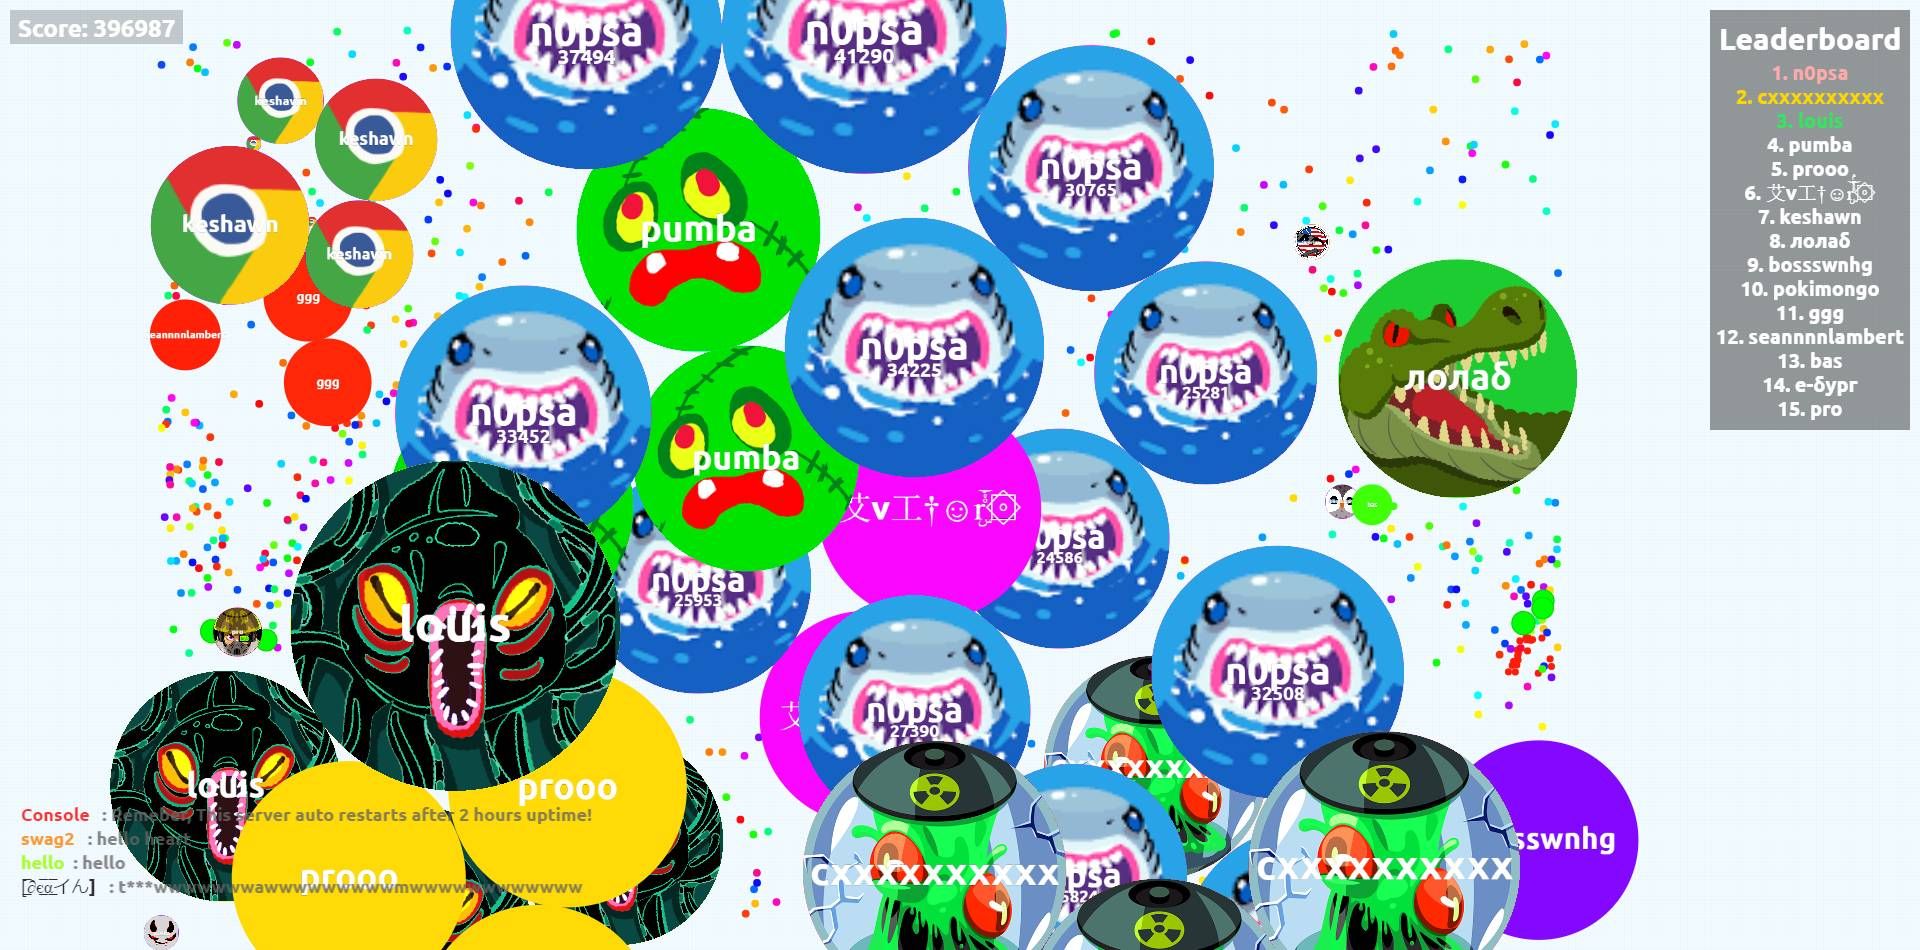 Score: 396987
Leaderboard
1. n0psa
2. cxxxxxxxxxx
3. louis
4. pumba
5. prooo
6. 艾v工†☺r۞
7. keshawn
8. лолаб
9. bossswnhg
10. pokimongo
11. ggg
12. seannnnlambert
13. bas
14. е-бург
15. pro
n0psa
37494
n0psa
41290
keshawn
keshawn
n0psa
30765
keshawn
pumba
keshawn
ggg
seannnnlambert
n0psa
34225
n0psa
25281
лолаб
ggg
n0psa
33452
pumba
艾v工†☺r۞
n0psa
24586
n0psa
25953
louis
n0psa
32508
n0psa
27390
louis
prooo
cxxxxxxxxxx
sswnhg
cxxxxxxxxxx
psa
prooo
Console : Remeber, This server auto restarts after 2 hours uptime!
swag2 : hello heart
hello : hello